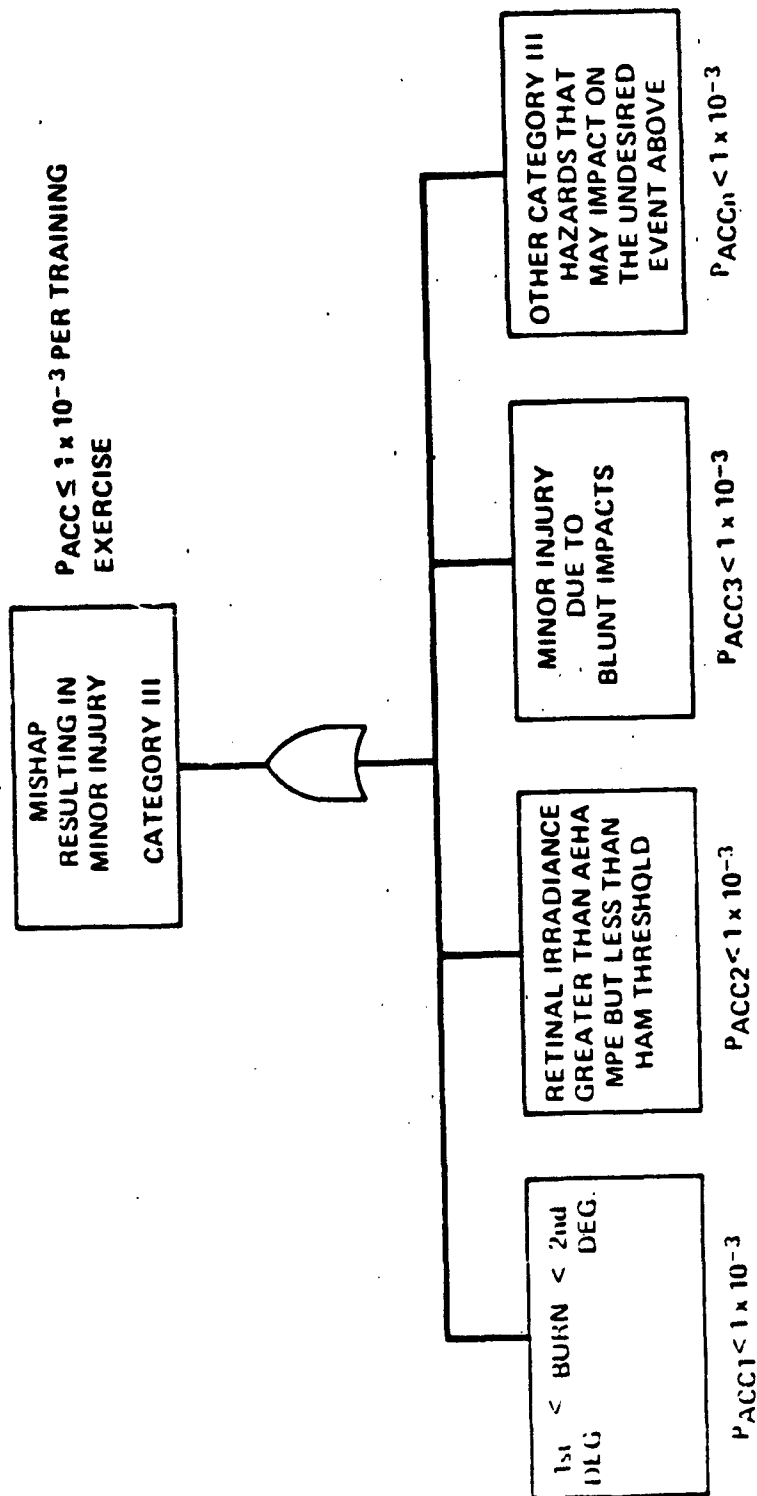 MISHAP
RESULTING IN
MINOR INJURY
CATEGORY III
PACC ≤ 1 x 10-3 PER TRAINING
EXERCISE
1st < BURN < 2nd
DEG DEG.
PACC1 < 1 x 10-3
RETINAL IRRADIANCE
GREATER THAN AEHA
MPE BUT LESS THAN
HAM THRESHOLD
PACC2 < 1 x 10-3
MINOR INJURY
DUE TO
BLUNT IMPACTS
PACC3 < 1 x 10-3
OTHER CATEGORY III
HAZARDS THAT
MAY IMPACT ON
THE UNDESIRED
EVENT ABOVE
PACCn < 1 x 10-3